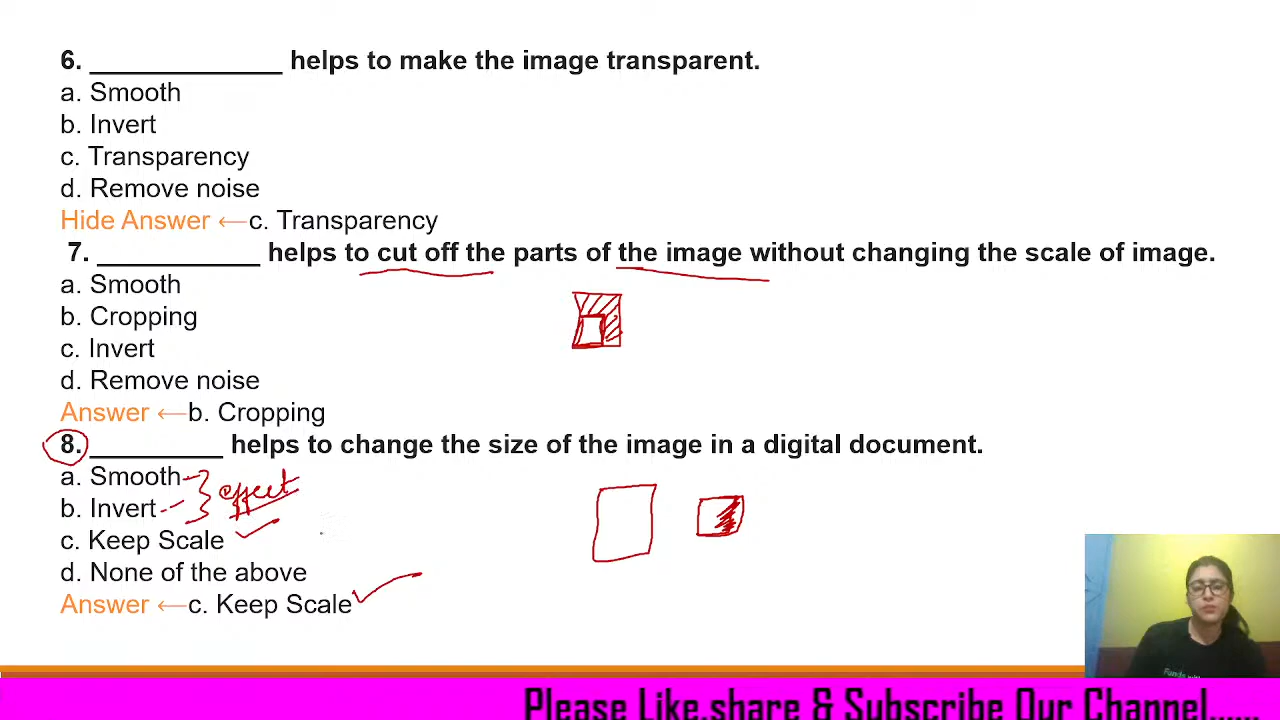 6. _____________ helps to make the image transparent.
a. Smooth
b. Invert
c. Transparency
d. Remove noise
Hide Answer ←c. Transparency
7. ___________ helps to cut off the parts of the image without changing the scale of image.
a. Smooth
b. Cropping
c. Invert
d. Remove noise
Answer ←b. Cropping
8. _________ helps to change the size of the image in a digital document.
a. Smooth
b. Invert
effect
c. Keep Scale
d. None of the above
Answer ←c. Keep Scale
Please Like,share & Subscribe Our Channel......